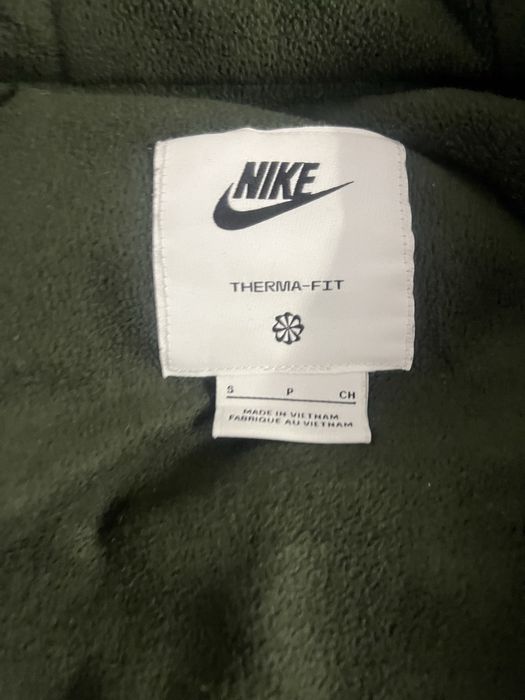 NIKE
THERMA-FIT
S P CH
MADE IN VIETNAM
FABRIQUE AU VIETNAM